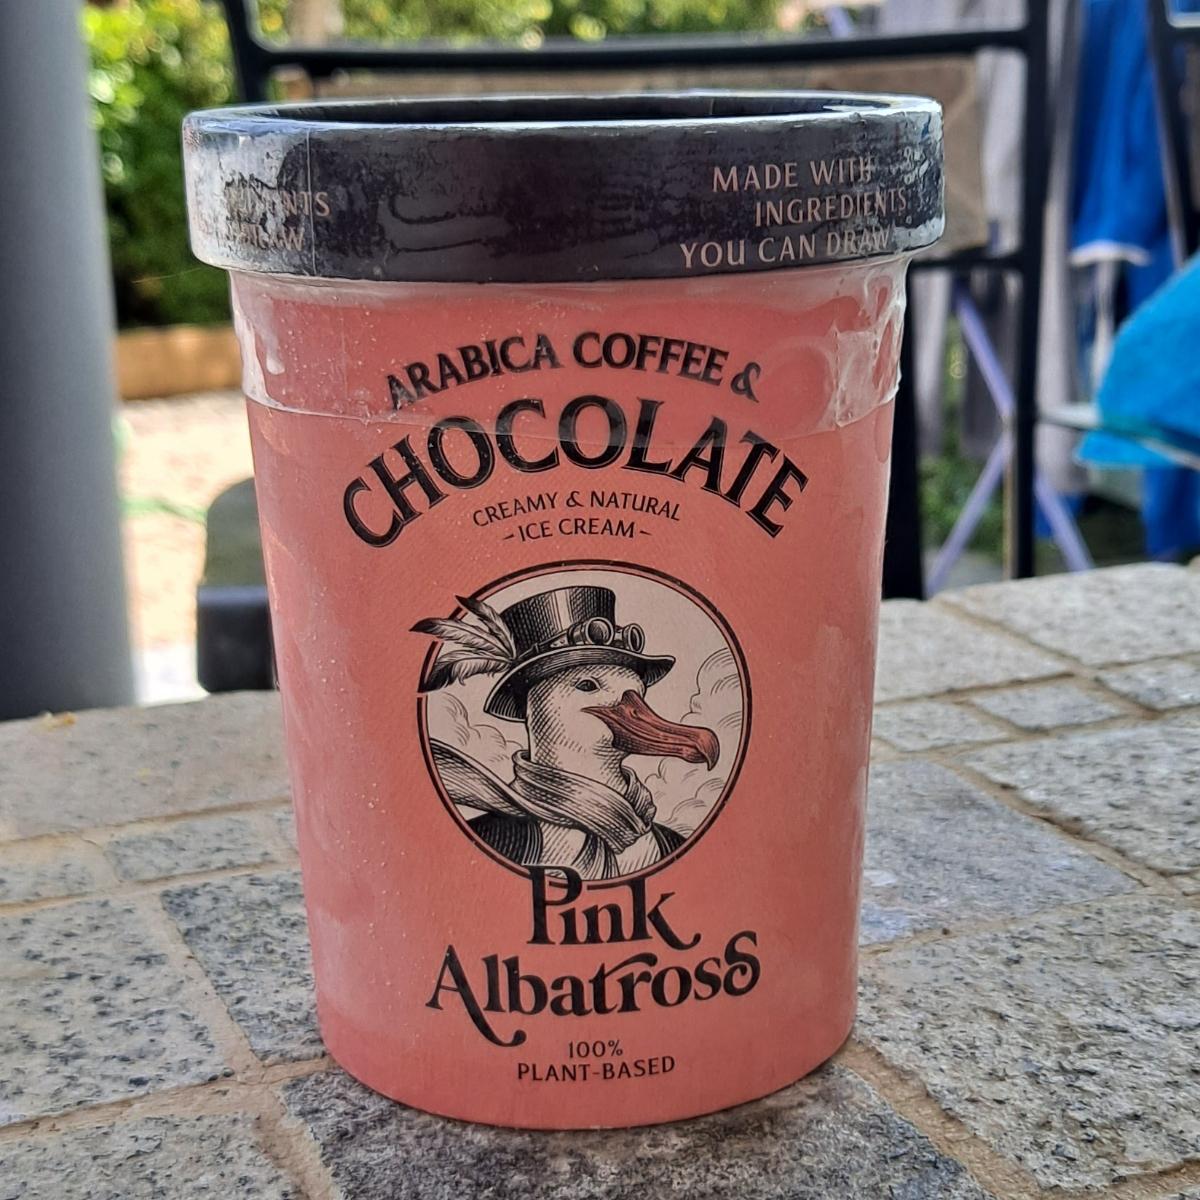 MADE WITH
INGREDIENTS
YOU CAN DRAW
ARABICA COFFEE &
CHOCOLATE
CREAMY & NATURAL
-ICE CREAM-
Pink
Albatross
100%
PLANT-BASED